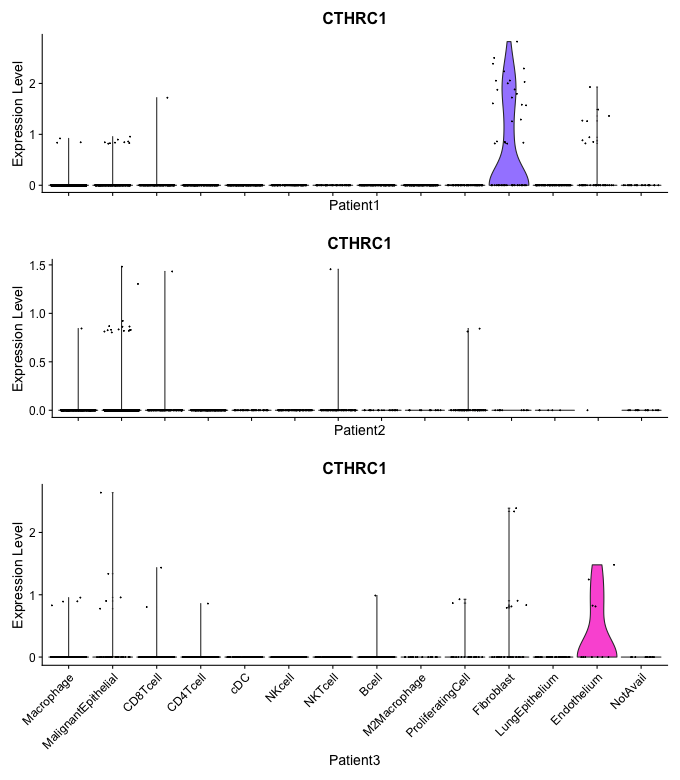 CTHRC1
Expression Level
2
1
0
Patient1
CTHRC1
Expression Level
1.5
1.0
0.5
0.0
Patient2
CTHRC1
Expression Level
2
1
0
Macrophage
MalignantEpithelial
CD8Tcell
CD4Tcell
cDC
NKcell
NKTcell
Bcell
M2Macrophage
ProliferatingCell
Fibroblast
LungEpithelium
Endothelium
NotAvail
Patient3